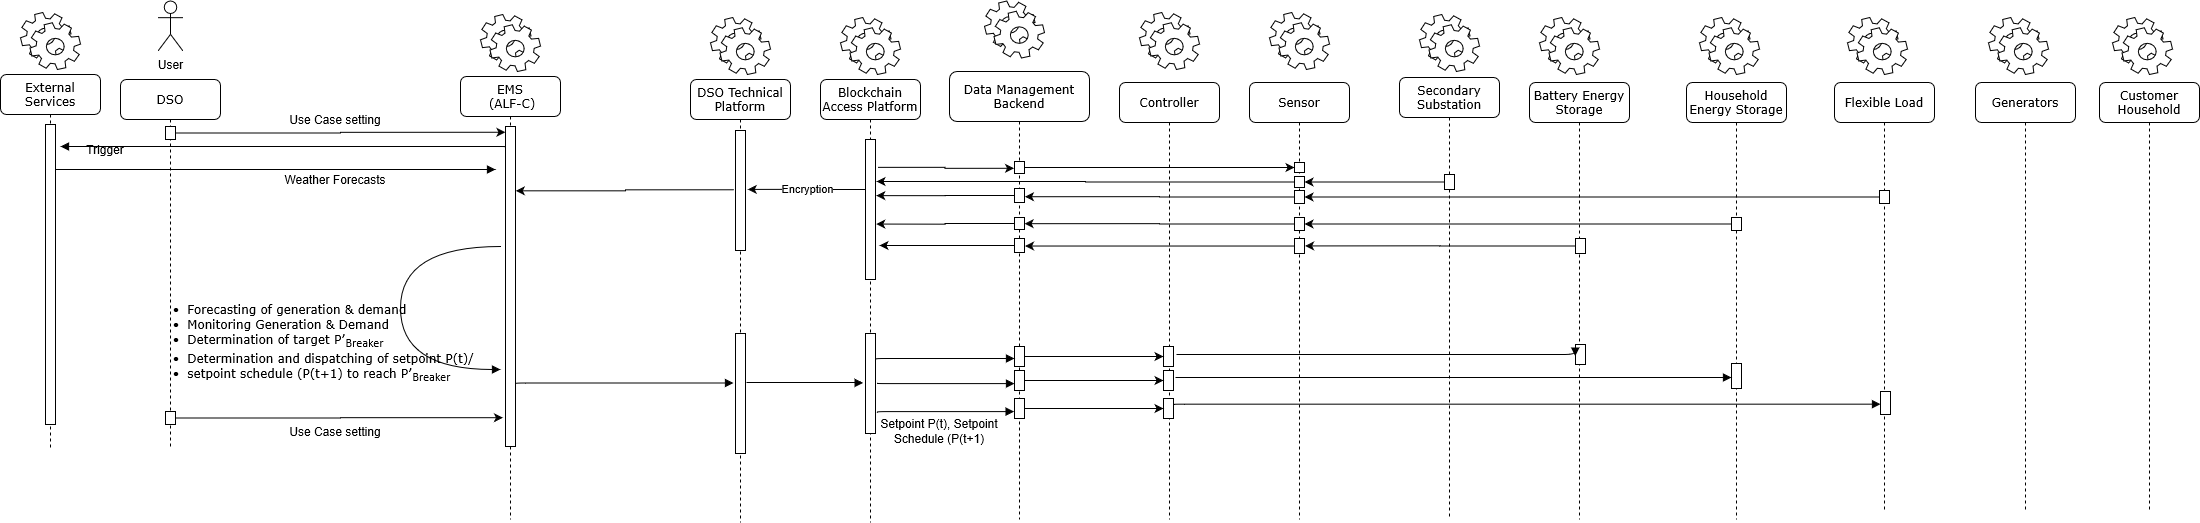 User
External
Services
DSO
EMS
(ALF-C)
DSO Technical
Platform
Blockchain
Access Platform
Data Management
Backend
Controller
Sensor
Secondary
Substation
Battery Energy
Storage
Household
Energy Storage
Flexible Load
Generators
Customer
Household
Use Case setting
Trigger
Weather Forecasts
Encryption
• Forecasting of generation & demand
• Monitoring Generation & Demand
• Determination of target P’Breaker
• Determination and dispatching of setpoint P(t)/
• setpoint schedule (P(t+1) to reach P’Breaker
Use Case setting
Setpoint P(t), Setpoint
Schedule (P(t+1)